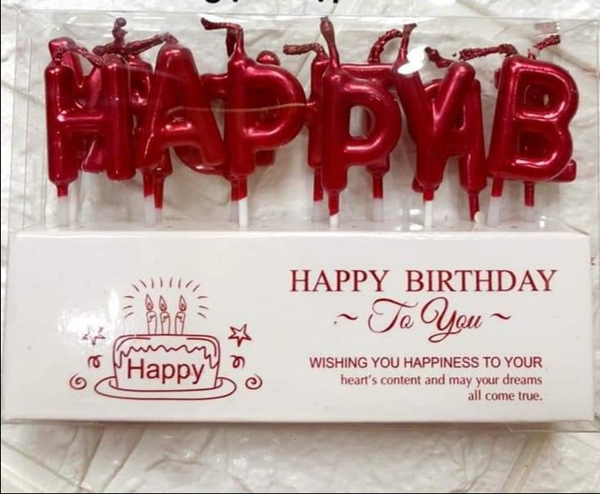 HAPPYB
HAPPY BIRTHDAY
~ To You ~
Happy
WISHING YOU HAPPINESS TO YOUR
heart's content and may your dreams
all come true.